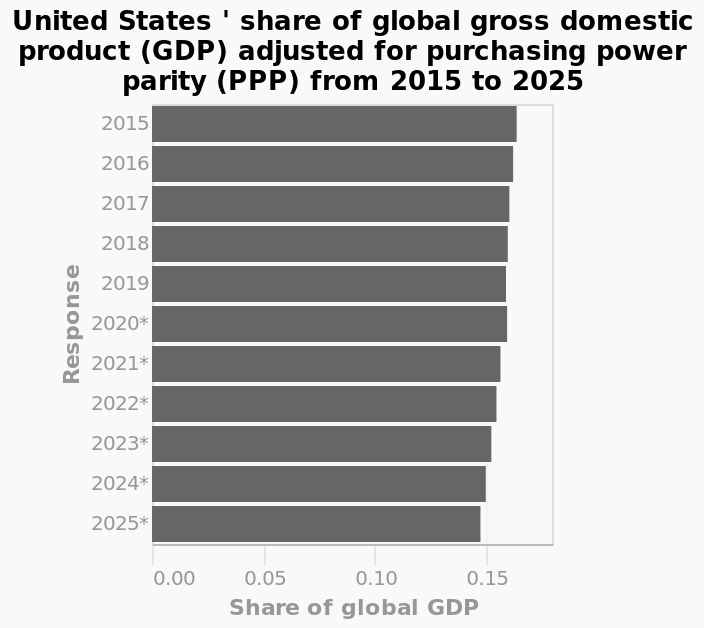 United States ' share of global gross domestic
product (GDP) adjusted for purchasing power
parity (PPP) from 2015 to 2025
Response
2015
2016
2017
2018
2019
2020*
2021*
2022*
2023*
2024*
2025*
0.00 0.05 0.10 0.15
Share of global GDP